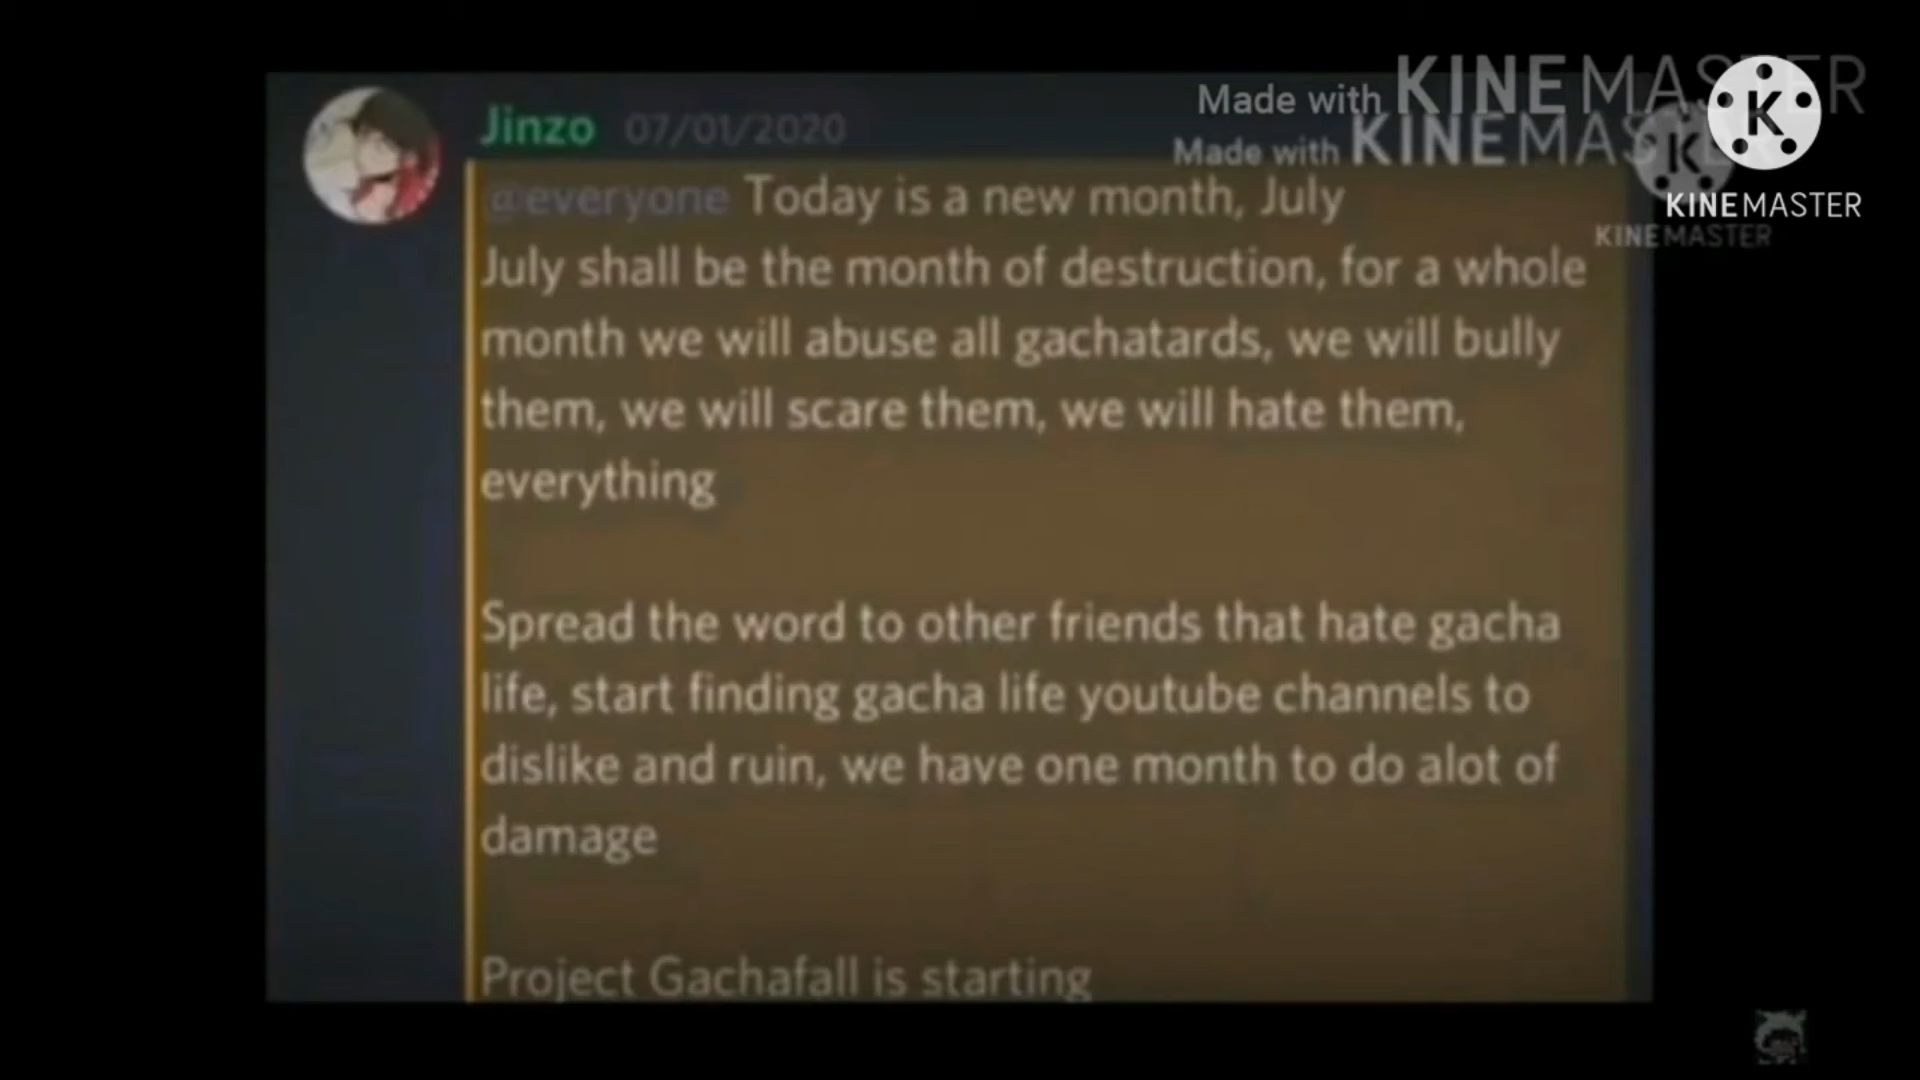 Made with KINEMASTER
Made with KINEMASTER
KINEMASTER
KINEMASTER
Jinzo 07/01/2020
@everyone Today is a new month, July
July shall be the month of destruction, for a whole
month we will abuse all gachatards, we will bully
them, we will scare them, we will hate them,
everything
Spread the word to other friends that hate gacha
life, start finding gacha life youtube channels to
dislike and ruin, we have one month to do alot of
damage
Project Gachafall is starting